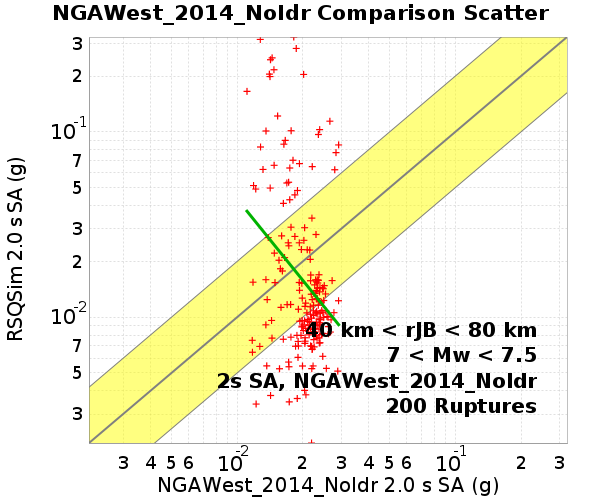 NGAWest_2014_NoIdr Comparison Scatter
RSQSim 2.0 s SA (g)
3
2
10-1
7
5
3
2
10-2
7
5
3
40 km < rJB < 80 km
7 < Mw < 7.5
2s SA, NGAWest_2014_NoIdr
200 Ruptures
3 4 5 6 10-2 2 3 4 5 6 10-1 2 3
NGAWest_2014_NoIdr 2.0 s SA (g)